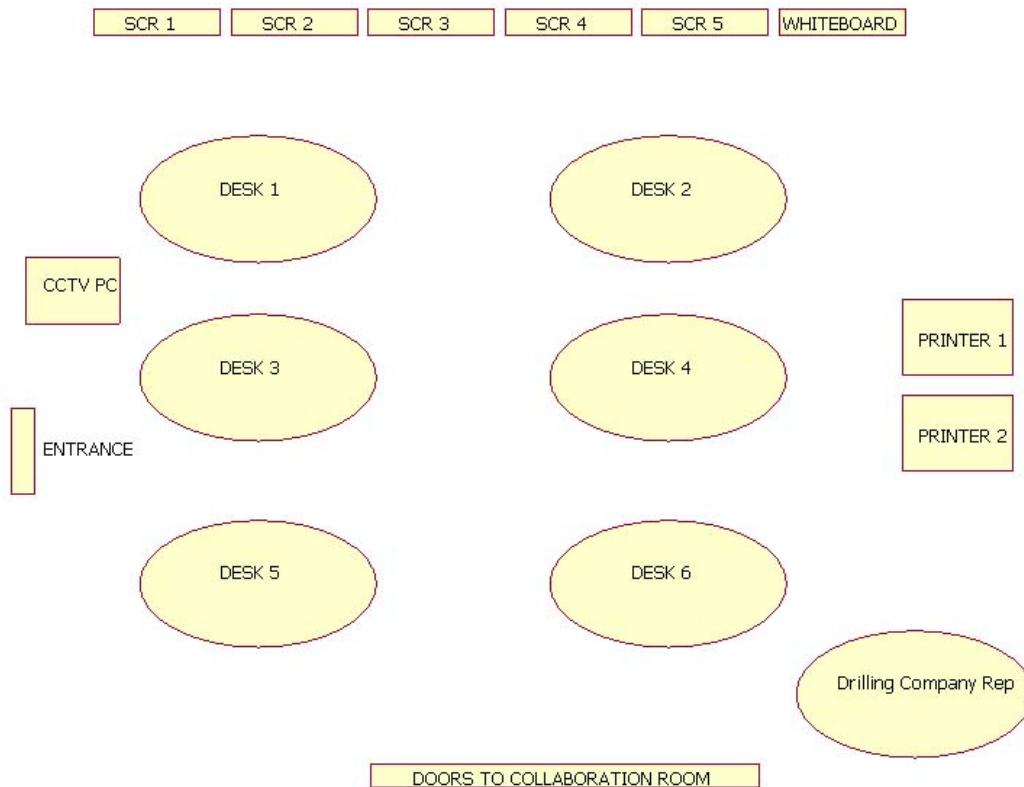 SCR 1
SCR 2
SCR 3
SCR 4
SCR 5
WHITEBOARD
DESK 1
DESK 2
CCTV PC
DESK 3
DESK 4
PRINTER 1
PRINTER 2
ENTRANCE
DESK 5
DESK 6
Drilling Company Rep
DOORS TO COLLABORATION ROOM